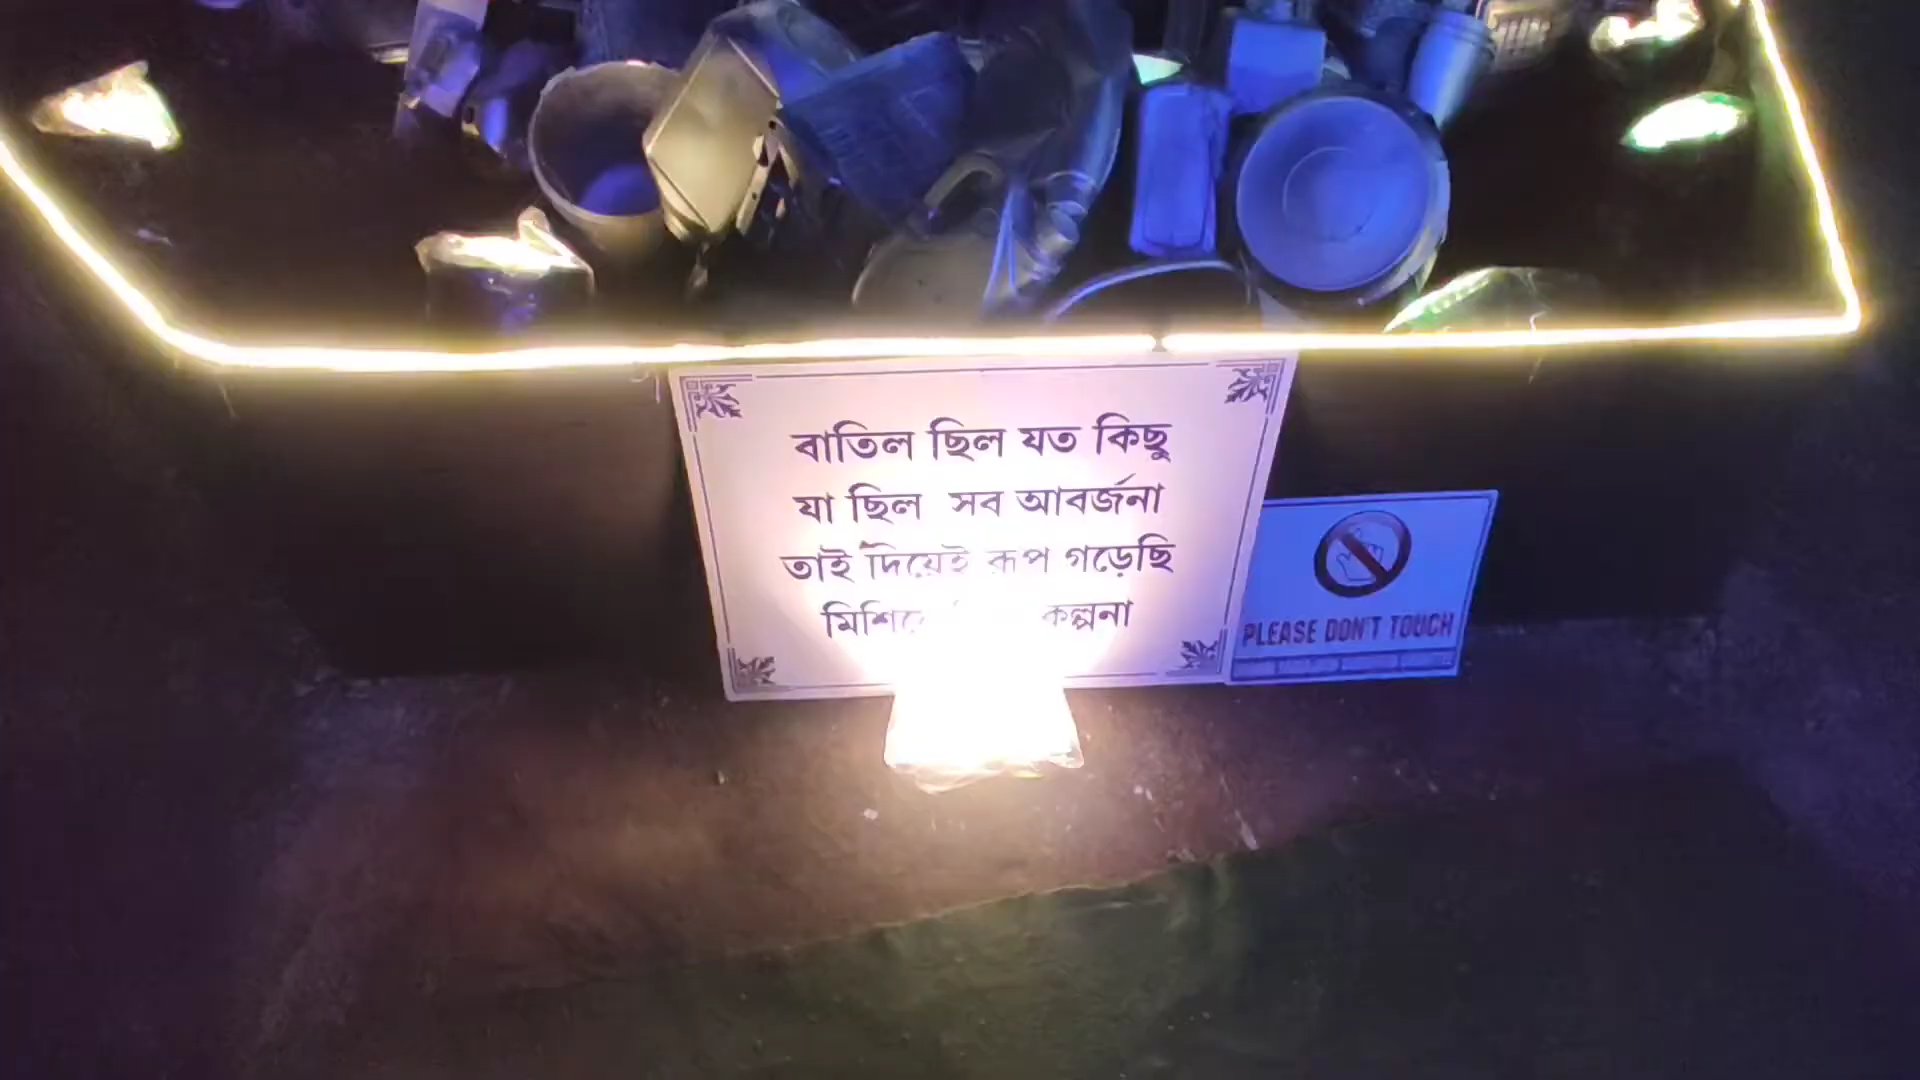 বাতিল ছিল যত কিছু
যা ছিল সব আবর্জনা
তাই দিয়েই রূপ গড়েছি
কল্পনা
PLEASE DON'T TOUCH